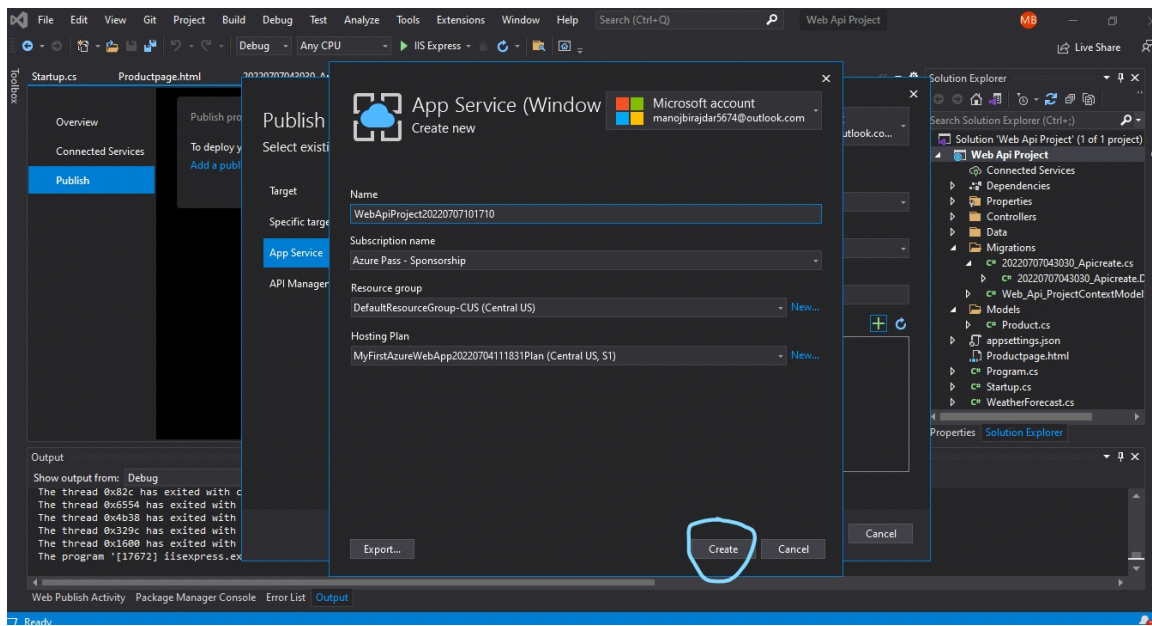 File Edit View Git Project Build Debug Test Analyze Tools Extensions Window Help Search (Ctrl+Q) Web Api Project MB
Debug Any CPU IIS Express Live Share
Toolbox
Startup.cs Productpage.html
Overview
Connected Services
Publish
Publish pro
To deploy y
Add a publ
Publish
Select existi
Target
Specific targe
App Service
API Manager
utlook.co...
Cancel
App Service (Window
Create new
Microsoft account
manojbirajdar5674@outlook.com
Name
WebApiProject20220707101710
Subscription name
Azure Pass - Sponsorship
Resource group
DefaultResourceGroup-CUS (Central US) New...
Hosting Plan
MyFirstAzureWebApp20220704111831Plan (Central US, S1) New...
Export... Create Cancel
Solution Explorer
Search Solution Explorer (Ctrl+;)
Solution 'Web Api Project' (1 of 1 project)
Web Api Project
Connected Services
Dependencies
Properties
Controllers
Data
Migrations
C# 20220707043030_Apicreate.cs
C# 20220707043030_Apicreate.D
C# Web_Api_ProjectContextModel
Models
C# Product.cs
appsettings.json
Productpage.html
C# Program.cs
C# Startup.cs
C# WeatherForecast.cs
Properties Solution Explorer
Output
Show output from: Debug
The thread 0x82c has exited with c
The thread 0x6554 has exited with
The thread 0x4b38 has exited with
The thread 0x329c has exited with
The thread 0x1600 has exited with
The program '[17672] iisexpress.ex
Web Publish Activity Package Manager Console Error List Output
Ready